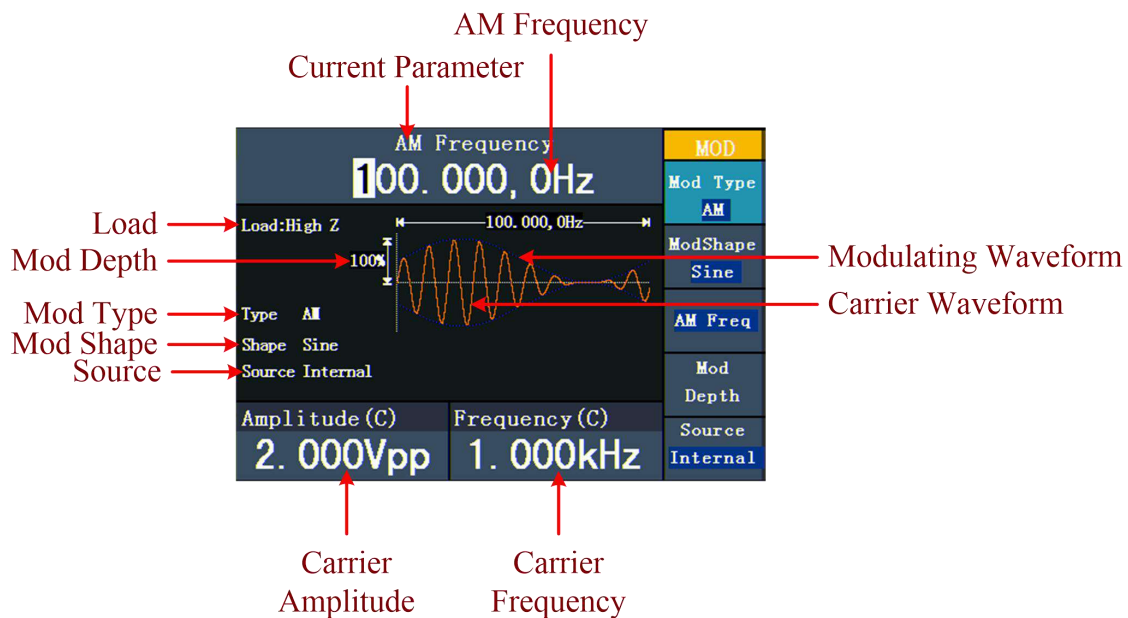 AM Frequency
Current Parameter
AM Frequency
100.000,0Hz
MOD
Mod Type
AM
Load
Load:High Z
100.000,0Hz
ModShape
Sine
Mod Depth
100%
Modulating Waveform
Carrier Waveform
Mod Type
Type AM
AM Freq
Mod Shape
Shape Sine
Source
Source Internal
Mod
Depth
Amplitude(C)
2.000Vpp
Frequency(C)
1.000kHz
Source
Internal
Carrier
Amplitude
Carrier
Frequency